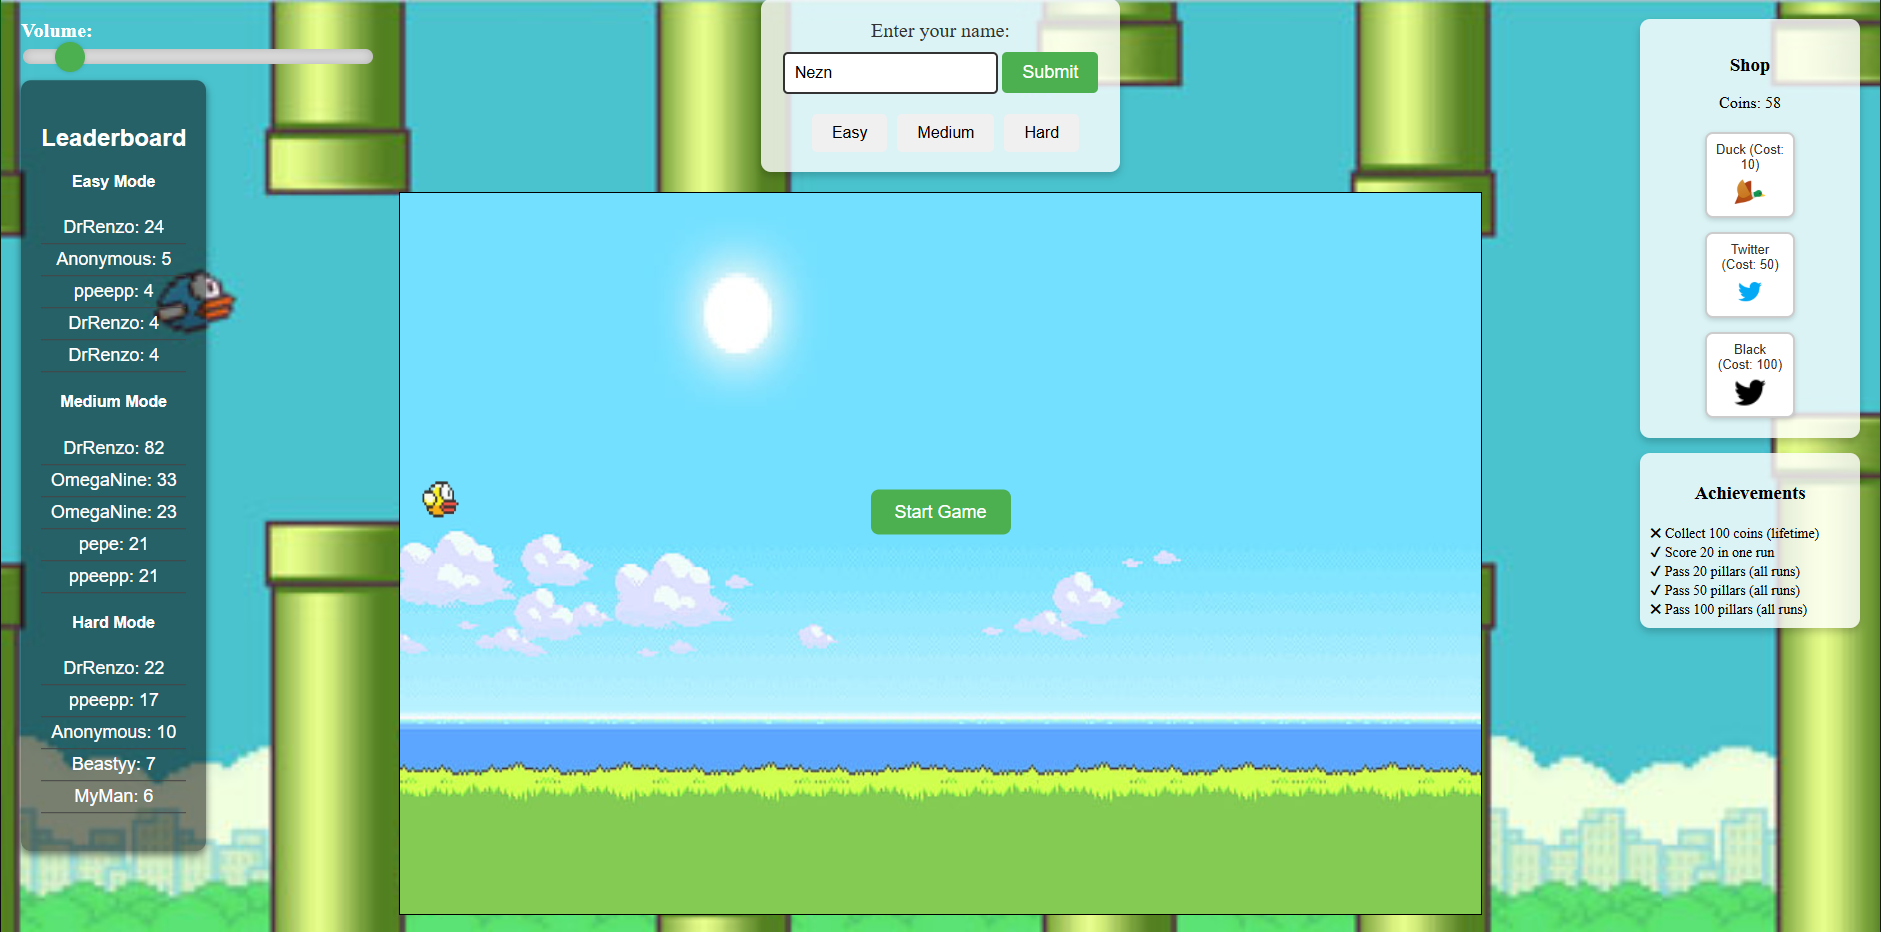 Volume:
Leaderboard
Easy Mode
DrRenzo: 24
Anonymous: 5
ppeepp: 4
DrRenzo: 4
DrRenzo: 4
Medium Mode
DrRenzo: 82
OmegaNine: 33
OmegaNine: 23
pepe: 21
ppeepp: 21
Hard Mode
DrRenzo: 22
ppeepp: 17
Anonymous: 10
Beastyy: 7
MyMan: 6
Enter your name:
Nezn
Submit
Easy Medium Hard
Start Game
Shop
Coins: 58
Duck (Cost:
10)
Twitter
(Cost: 50)
Black
(Cost: 100)
Achievements
✕ Collect 100 coins (lifetime)
✓ Score 20 in one run
✓ Pass 20 pillars (all runs)
✓ Pass 50 pillars (all runs)
✕ Pass 100 pillars (all runs)